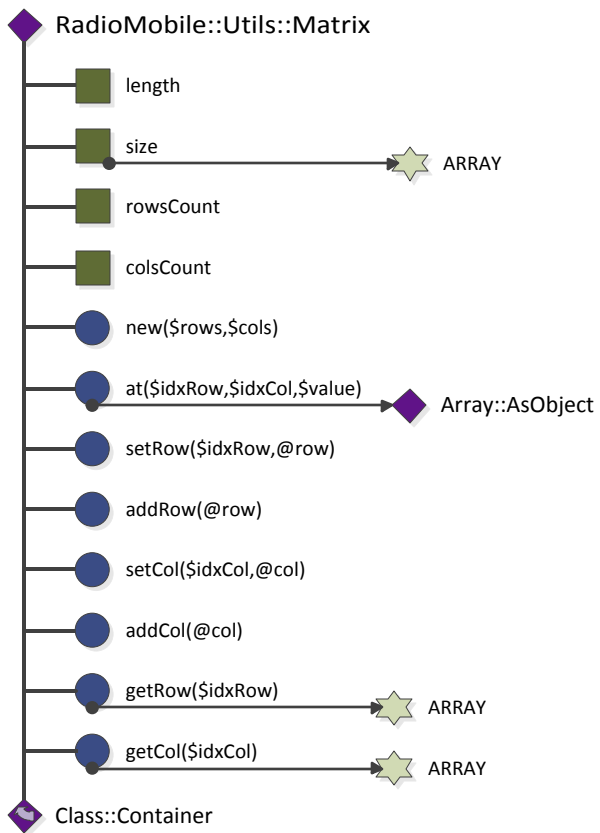 RadioMobile::Utils::Matrix
length
size
ARRAY
rowsCount
colsCount
new($rows,$cols)
at($idxRow,$idxCol,$value)
Array::AsObject
setRow($idxRow,@row)
addRow(@row)
setCol($idxCol,@col)
addCol(@col)
getRow($idxRow)
ARRAY
getCol($idxCol)
ARRAY
Class::Container